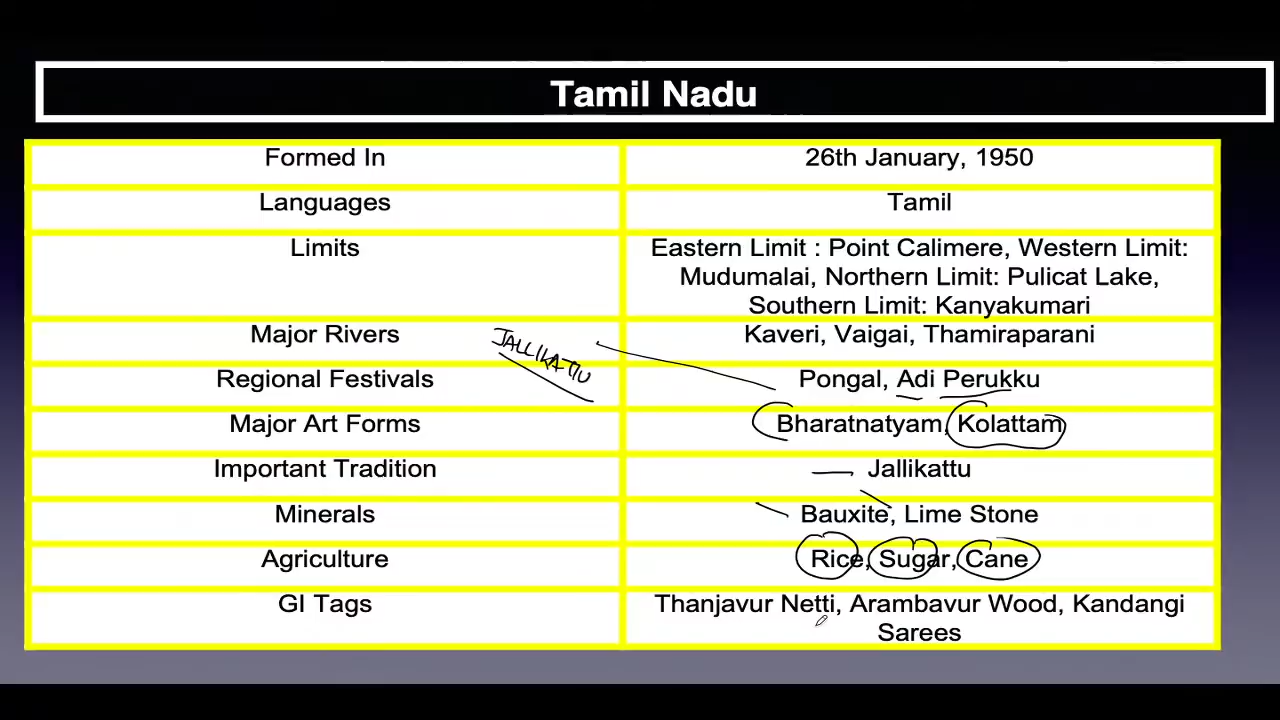 Tamil Nadu
Formed In
26th January, 1950
Languages
Tamil
Limits
Eastern Limit : Point Calimere, Western Limit:
Mudumalai, Northern Limit: Pulicat Lake,
Southern Limit: Kanyakumari
Major Rivers
Kaveri, Vaigai, Thamiraparani
JALLIKATTU
Regional Festivals
Pongal, Adi Perukku
Major Art Forms
Bharatnatyam, Kolattam
Important Tradition
Jallikattu
Minerals
Bauxite, Lime Stone
Agriculture
Rice, Sugar, Cane
GI Tags
Thanjavur Netti, Arambavur Wood, Kandangi
Sarees